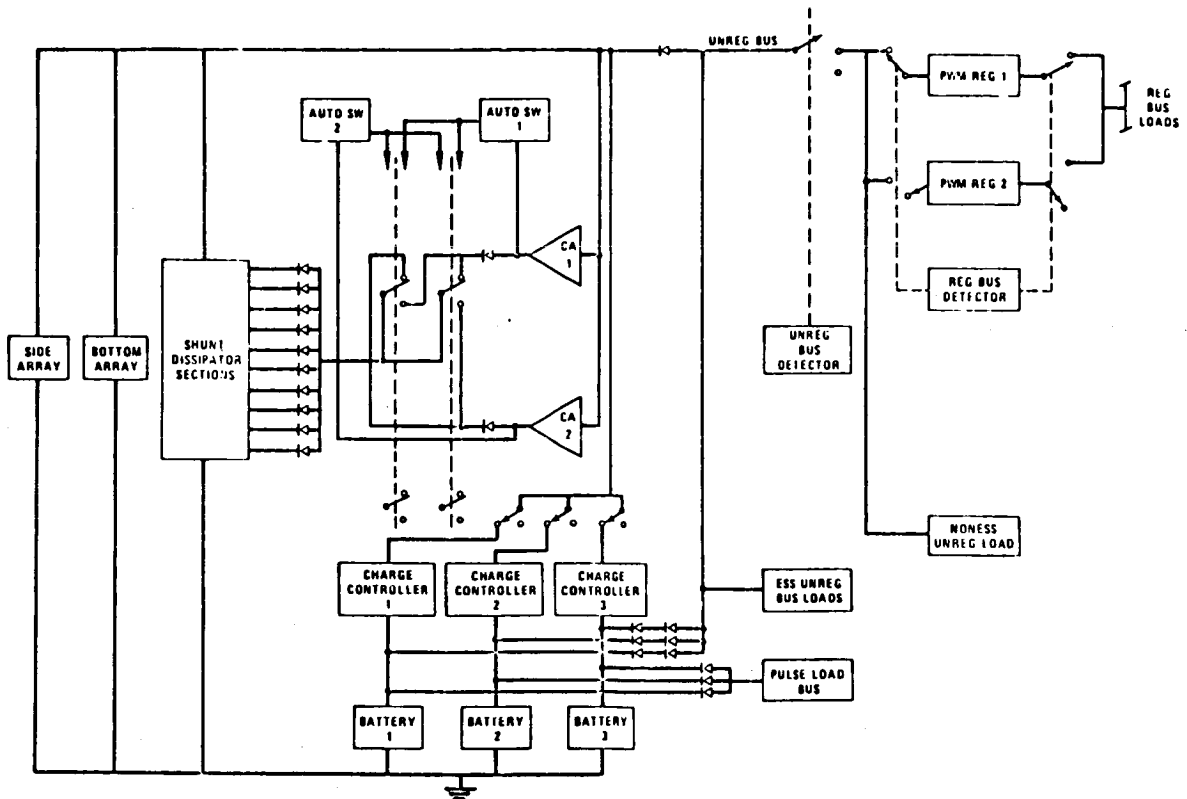 UNREG BUS
AUTO SW
2
AUTO SW
1
PWM REG 1
REG
BUS
LOADS
PWM REG 2
CA
1
REG BUS
DETECTOR
SHUNT
DISSIPATOR
SECTIONS
SIDE
ARRAY
BOTTOM
ARRAY
UNREG
BUS
DETECTOR
CA
2
NONESS
UNREG LOAD
CHARGE
CONTROLLER
1
CHARGE
CONTROLLER
2
CHARGE
CONTROLLER
3
ESS UNREG
BUS LOADS
PULSE LOAD
BUS
BATTERY
1
BATTERY
2
BATTERY
3